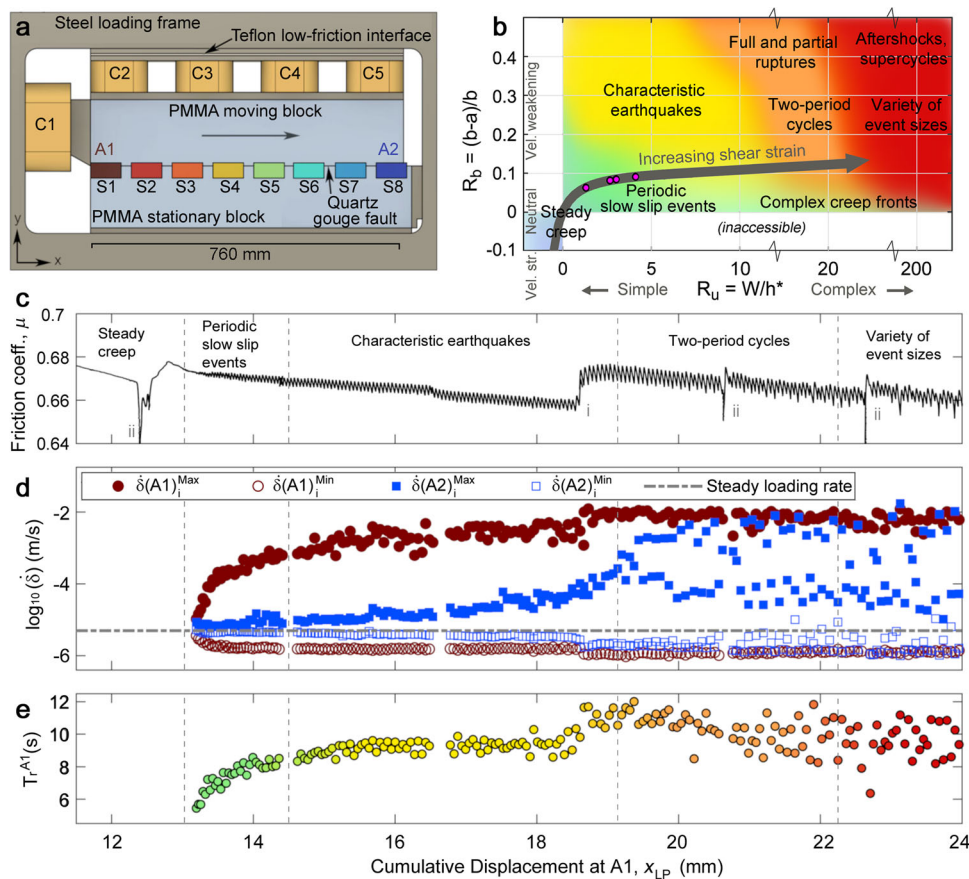 a
Steel loading frame
Teflon low-friction interface
C2 C3 C4 C5
C1
PMMA moving block
A1 A2
S1 S2 S3 S4 S5 S6 S7 S8
PMMA stationary block
Quartz
gouge fault
760 mm
y
x
b
R_b = (b-a)/b
Vel. str. Neutral Vel. weakening
0.4
0.3
0.2
0.1
0
-0.1
Full and partial
ruptures
Aftershocks,
supercycles
Characteristic
earthquakes
Two-period
cycles
Variety of
event sizes
Increasing shear strain
Steady
creep
Periodic
slow slip events
Complex creep fronts
(inaccessible)
0 5 10 20 200
Simple R_u = W/h* Complex
c
Friction coeff., μ
0.7
0.68
0.66
0.64
Steady
creep
Periodic
slow slip
events
Characteristic earthquakes
Two-period cycles
Variety of
event sizes
ii i ii ii
d
δ̇(A1)_i^Max δ̇(A1)_i^Min δ̇(A2)_i^Max δ̇(A2)_i^Min Steady loading rate
log₁₀(δ̇) (m/s)
-2
-4
-6
e
T_r^A1(s)
12
10
8
6
12 14 16 18 20 22 24
Cumulative Displacement at A1, x_LP (mm)